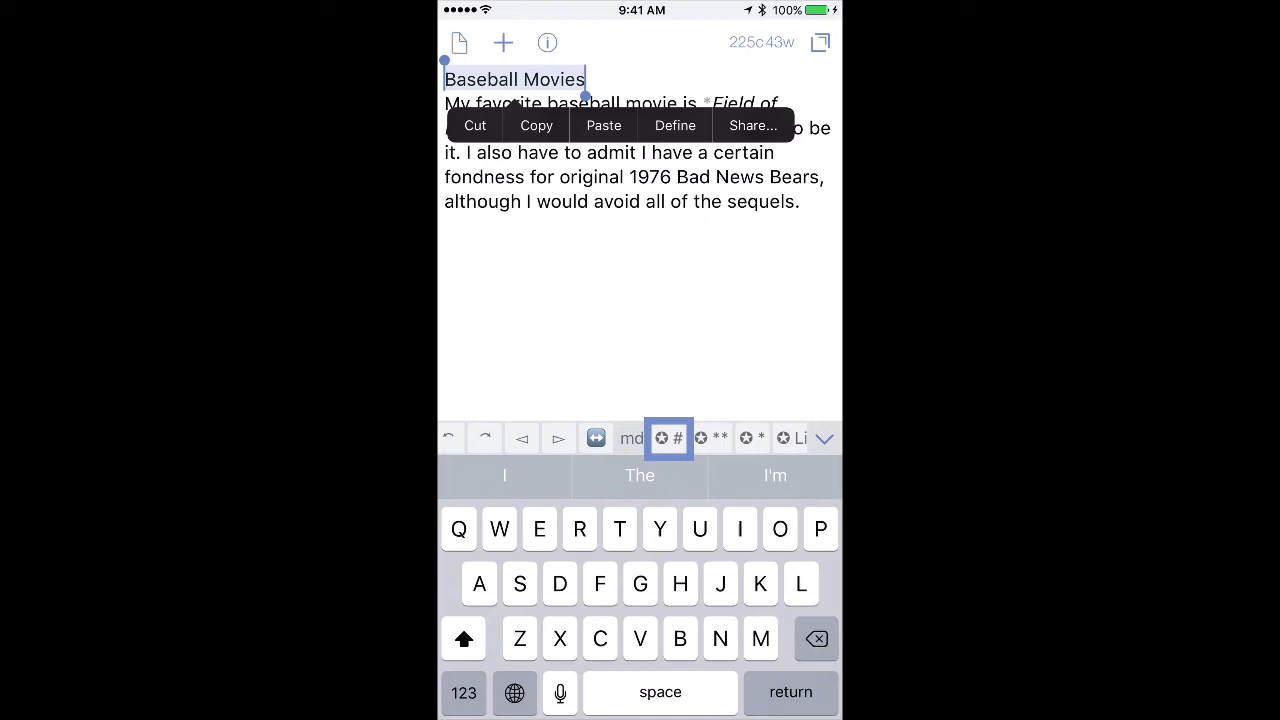 9:41 AM 100%
225c43w
Baseball Movies
My favorite baseball movie is *Field of
Cut Copy Paste Define Share... o be
it. I also have to admit I have a certain
fondness for original 1976 Bad News Bears,
although I would avoid all of the sequels.
md # ** * Li
I The I'm
Q W E R T Y U I O P
A S D F G H J K L
Z X C V B N M
123 space return